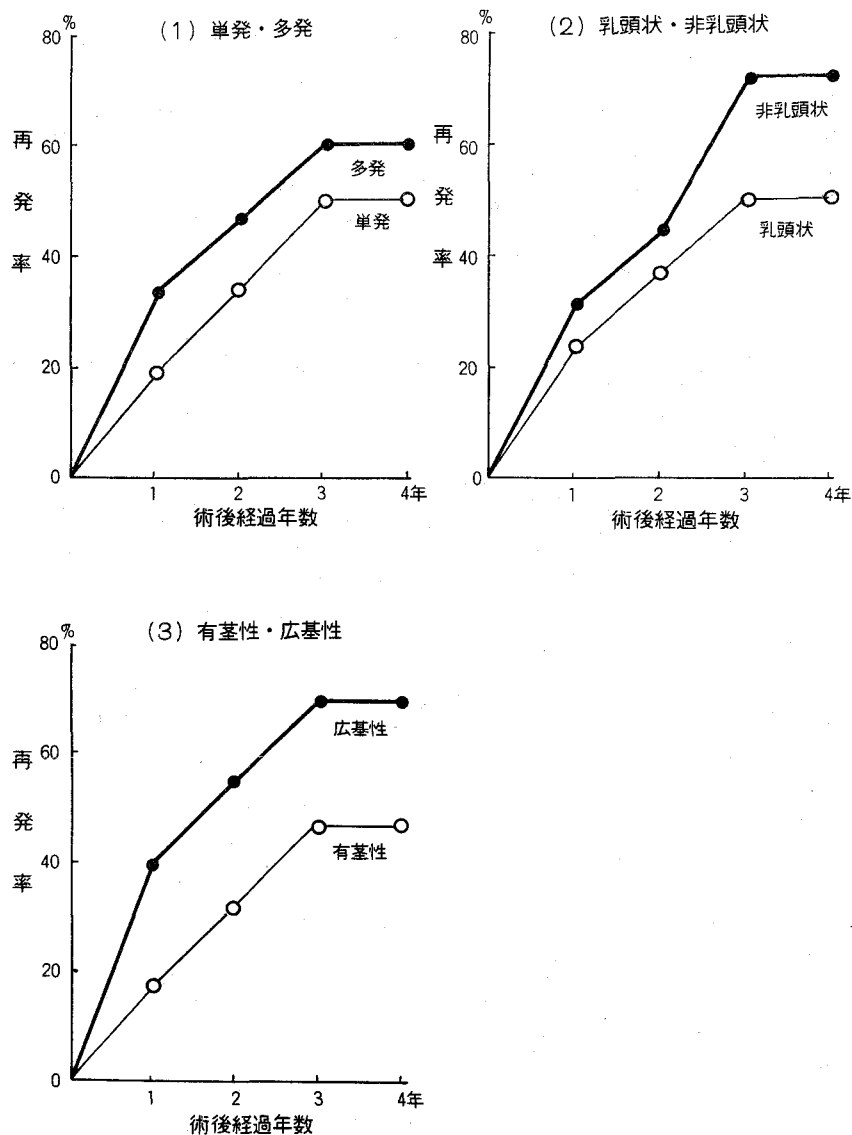 (1) 単発・多発
%
80
60
40
20
0
再発率
多発
単発
1 2 3 4年
術後経過年数
(2) 乳頭状・非乳頭状
%
80
60
40
20
0
再発率
非乳頭状
乳頭状
1 2 3 4年
術後経過年数
(3) 有茎性・広基性
%
80
60
40
20
0
再発率
広基性
有茎性
1 2 3 4年
術後経過年数